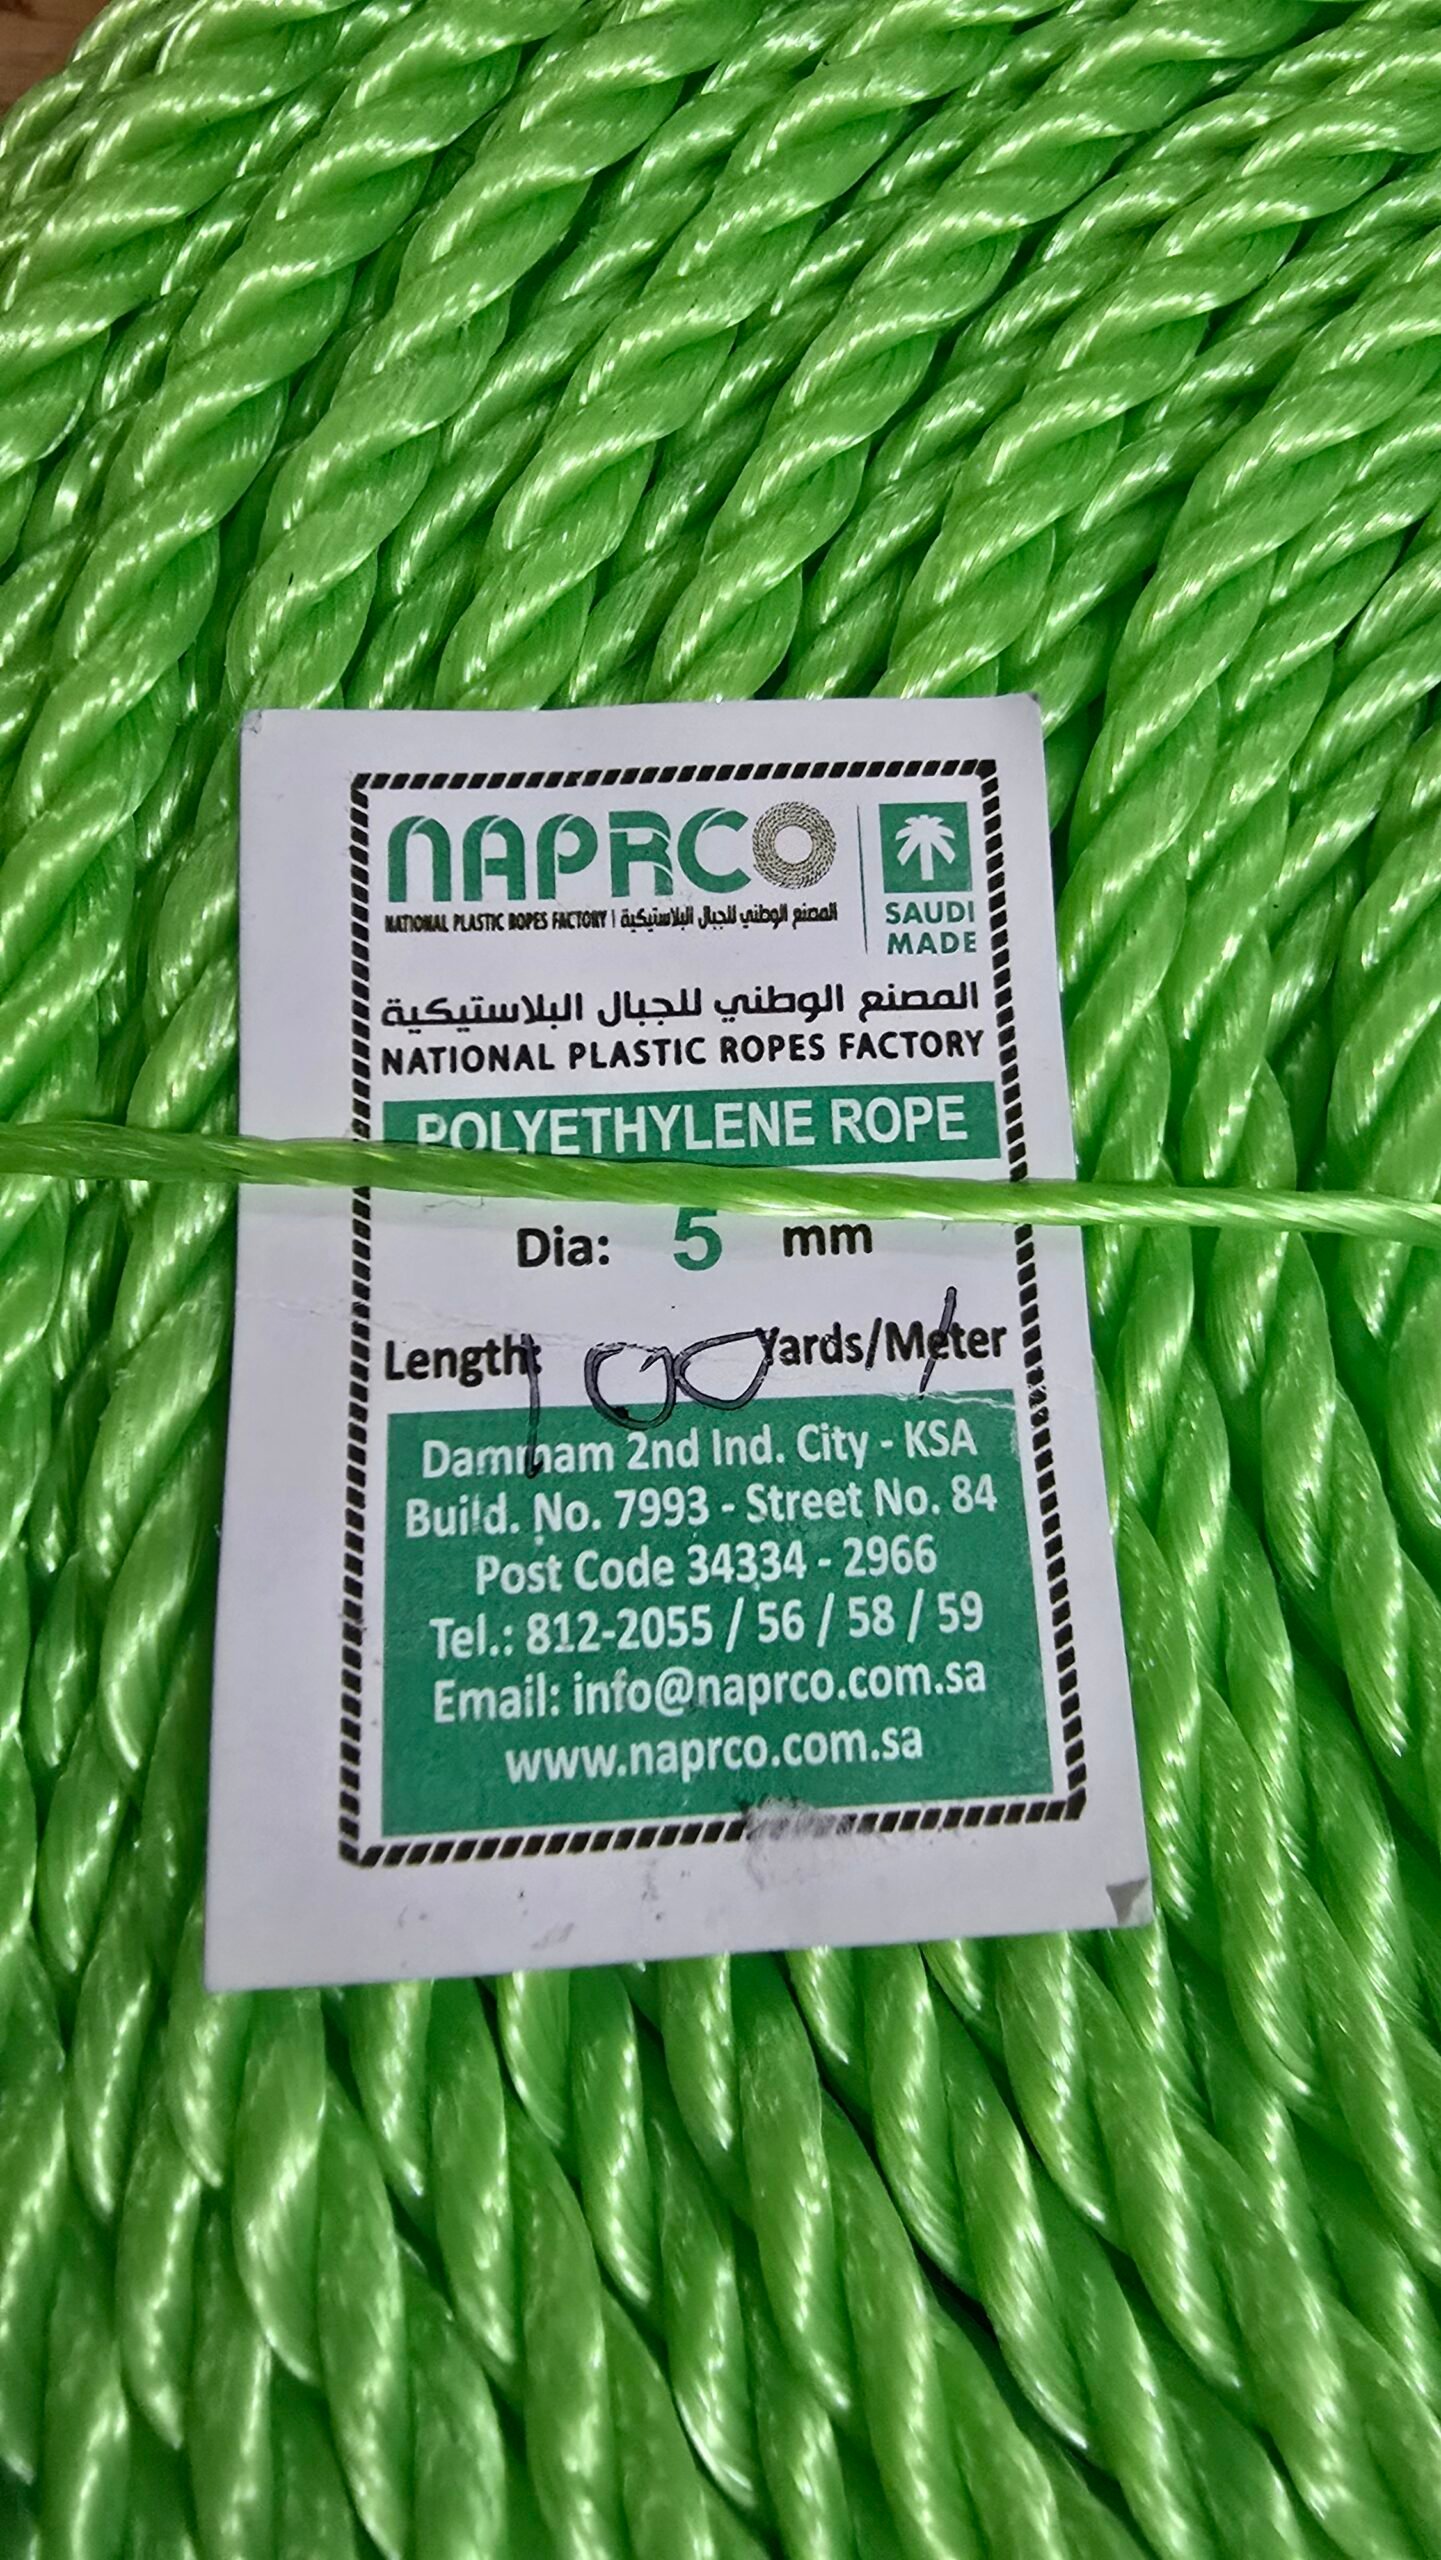 NAPRCO
NATIONAL PLASTIC ROPES FACTORY | المصنع الوطني للحبال البلاستيكية
SAUDI
MADE
المصنع الوطني للحبال البلاستيكية
NATIONAL PLASTIC ROPES FACTORY
POLYETHYLENE ROPE
Dia: 5 mm
Length: 100 Yards/Meter
Dammam 2nd Ind. City - KSA
Build. No. 7993 - Street No. 84
Post Code 34334 - 2966
Tel.: 812-2055 / 56 / 58 / 59
Email: info@naprco.com.sa
www.naprco.com.sa